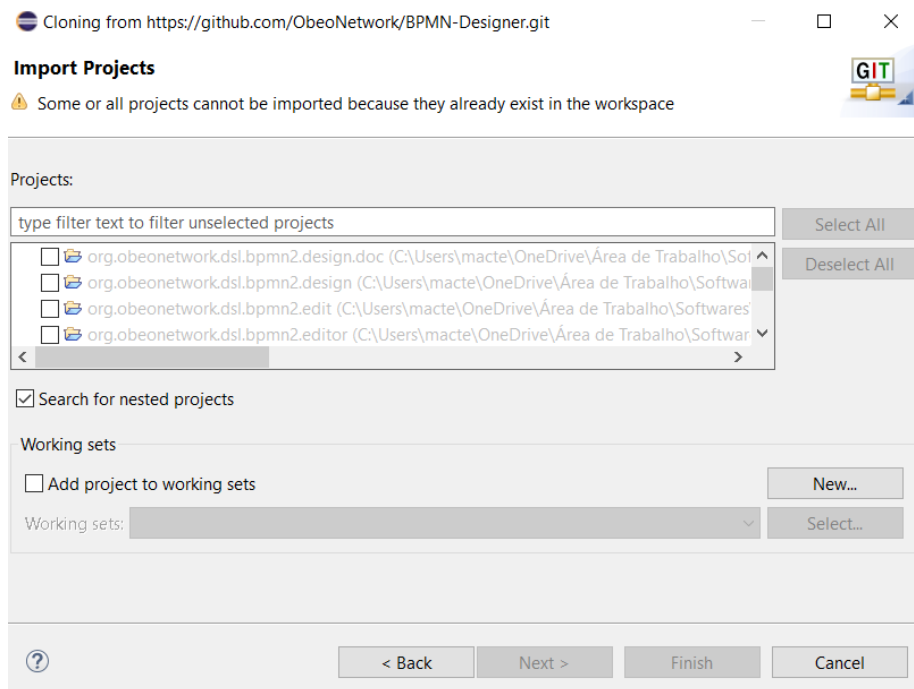 Cloning from https://github.com/ObeoNetwork/BPMN-Designer.git
Import Projects
Some or all projects cannot be imported because they already exist in the workspace
GIT
Projects:
type filter text to filter unselected projects
Select All
org.obeonetwork.dsl.bpmn2.design.doc (C:\Users\macte\OneDrive\Área de Trabalho\Sof
Deselect All
org.obeonetwork.dsl.bpmn2.design (C:\Users\macte\OneDrive\Área de Trabalho\Softwar
org.obeonetwork.dsl.bpmn2.edit (C:\Users\macte\OneDrive\Área de Trabalho\Softwares
org.obeonetwork.dsl.bpmn2.editor (C:\Users\macte\OneDrive\Área de Trabalho\Softwar
Search for nested projects
Working sets
Add project to working sets
New...
Working sets:
Select...
?
< Back
Next >
Finish
Cancel